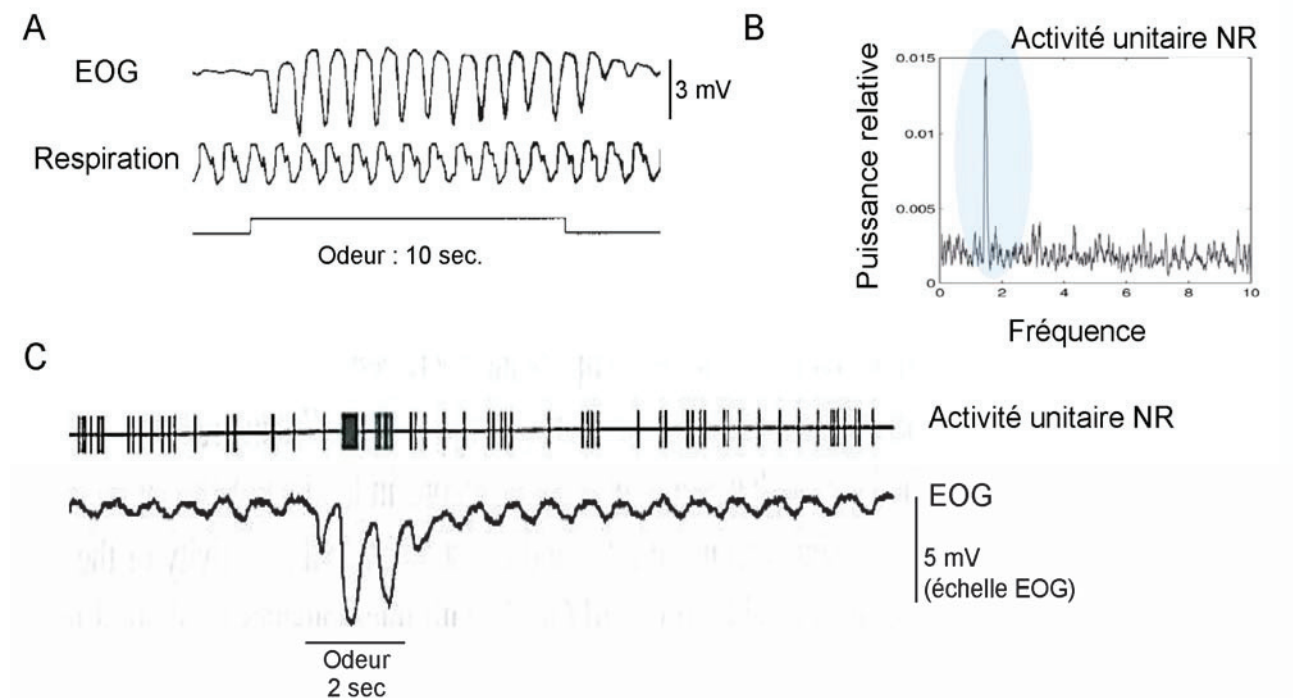 A
EOG
3 mV
Respiration
Odeur : 10 sec.
B
Activité unitaire NR
Puissance relative
0.015
0.01
0.005
0
0 2 4 6 8 10
Fréquence
C
Activité unitaire NR
EOG
5 mV
(échelle EOG)
Odeur
2 sec